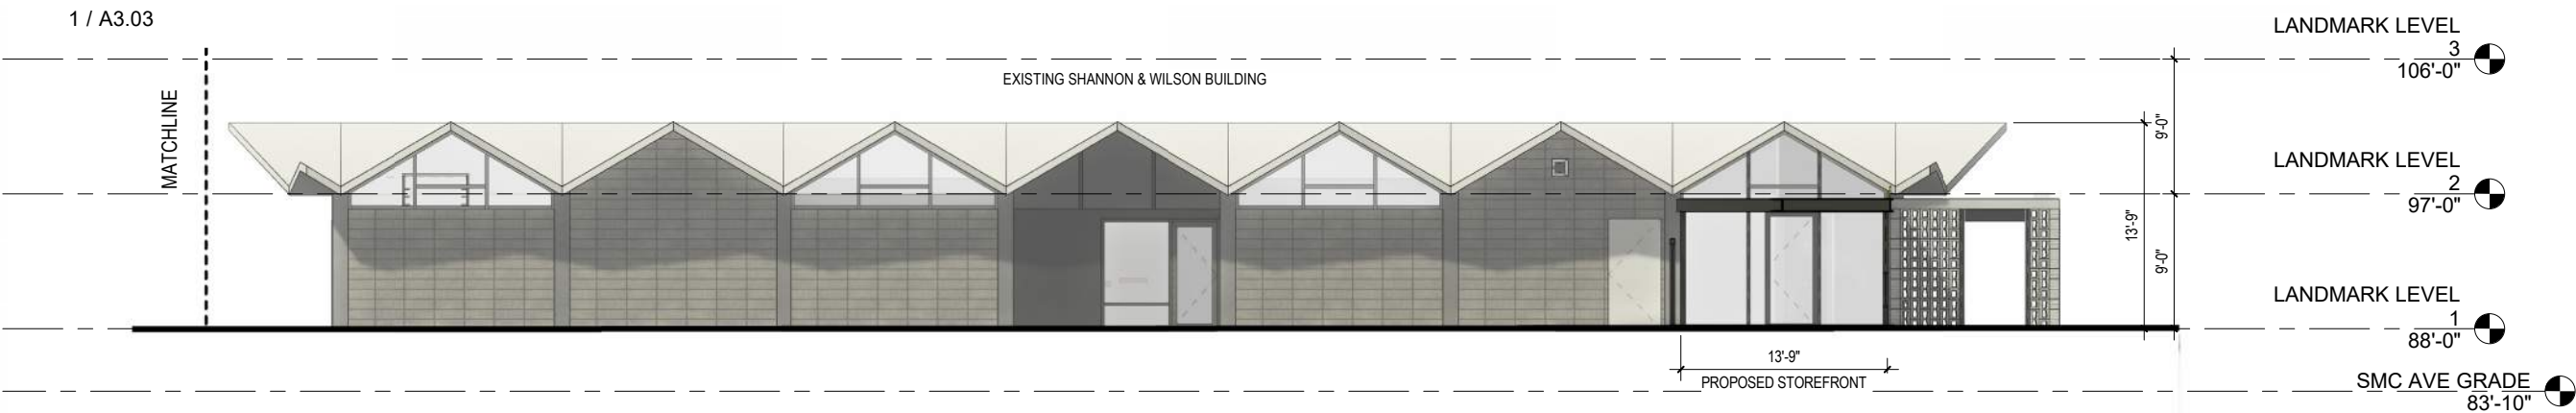 1 / A3.03
MATCHLINE
EXISTING SHANNON & WILSON BUILDING
LANDMARK LEVEL
3
106'-0"
9'-0"
LANDMARK LEVEL
2
97'-0"
13'-9"
9'-0"
LANDMARK LEVEL
1
88'-0"
13'-9"
PROPOSED STOREFRONT
SMC AVE GRADE
83'-10"